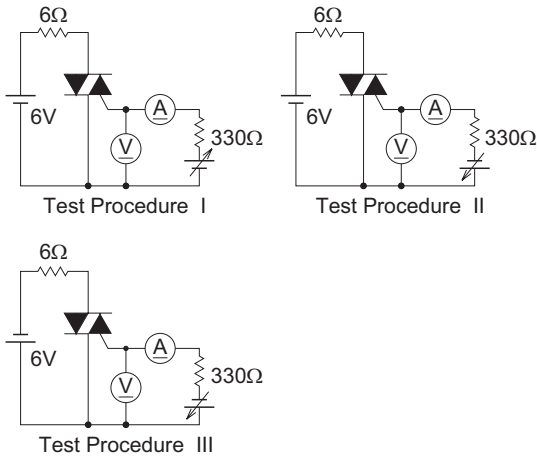 6Ω
6V
A
V
330Ω
Test Procedure I
6Ω
6V
A
V
330Ω
Test Procedure II
6Ω
6V
A
V
330Ω
Test Procedure III